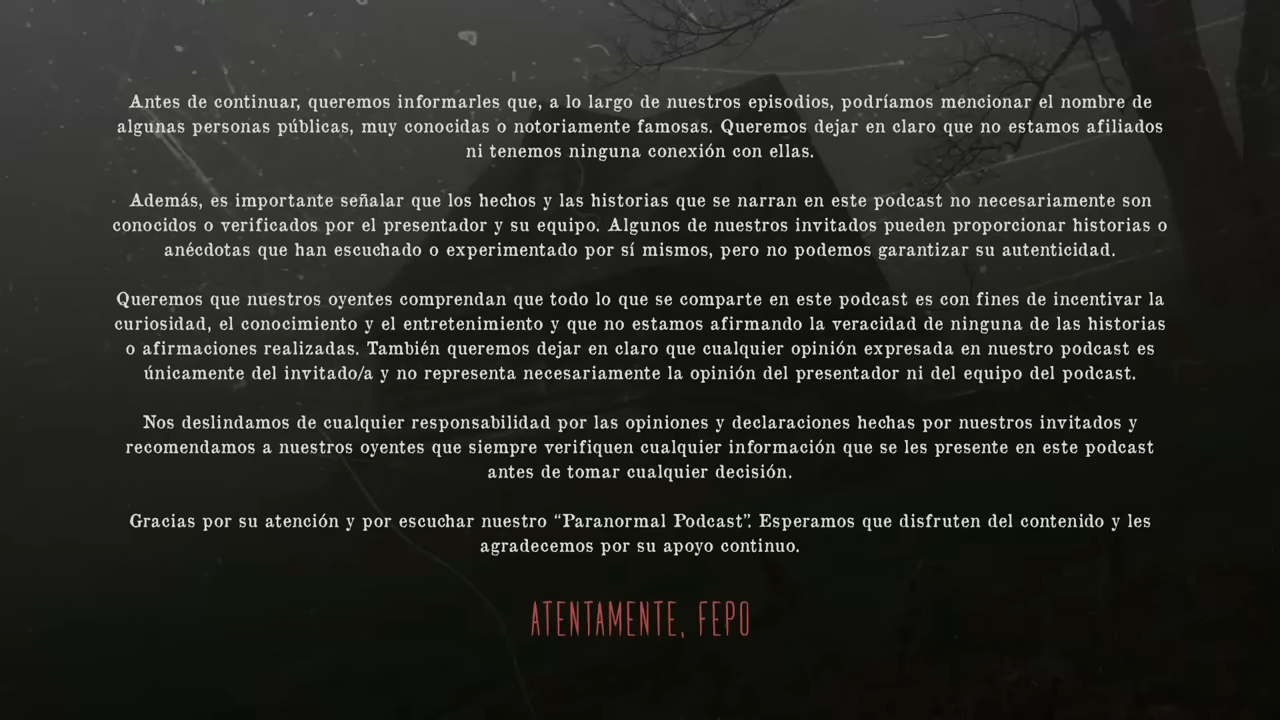 Antes de continuar, queremos informarles que, a lo largo de nuestros episodios, podríamos mencionar el nombre de
algunas personas públicas, muy conocidas o notoriamente famosas. Queremos dejar en claro que no estamos afiliados
ni tenemos ninguna conexión con ellas.
Además, es importante señalar que los hechos y las historias que se narran en este podcast no necesariamente son
conocidos o verificados por el presentador y su equipo. Algunos de nuestros invitados pueden proporcionar historias o
anécdotas que han escuchado o experimentado por sí mismos, pero no podemos garantizar su autenticidad.
Queremos que nuestros oyentes comprendan que todo lo que se comparte en este podcast es con fines de incentivar la
curiosidad, el conocimiento y el entretenimiento y que no estamos afirmando la veracidad de ninguna de las historias
o afirmaciones realizadas. También queremos dejar en claro que cualquier opinión expresada en nuestro podcast es
únicamente del invitado/a y no representa necesariamente la opinión del presentador ni del equipo del podcast.
Nos deslindamos de cualquier responsabilidad por las opiniones y declaraciones hechas por nuestros invitados y
recomendamos a nuestros oyentes que siempre verifiquen cualquier información que se les presente en este podcast
antes de tomar cualquier decisión.
Gracias por su atención y por escuchar nuestro “Paranormal Podcast”. Esperamos que disfruten del contenido y les
agradecemos por su apoyo continuo.
ATENTAMENTE, FEPO